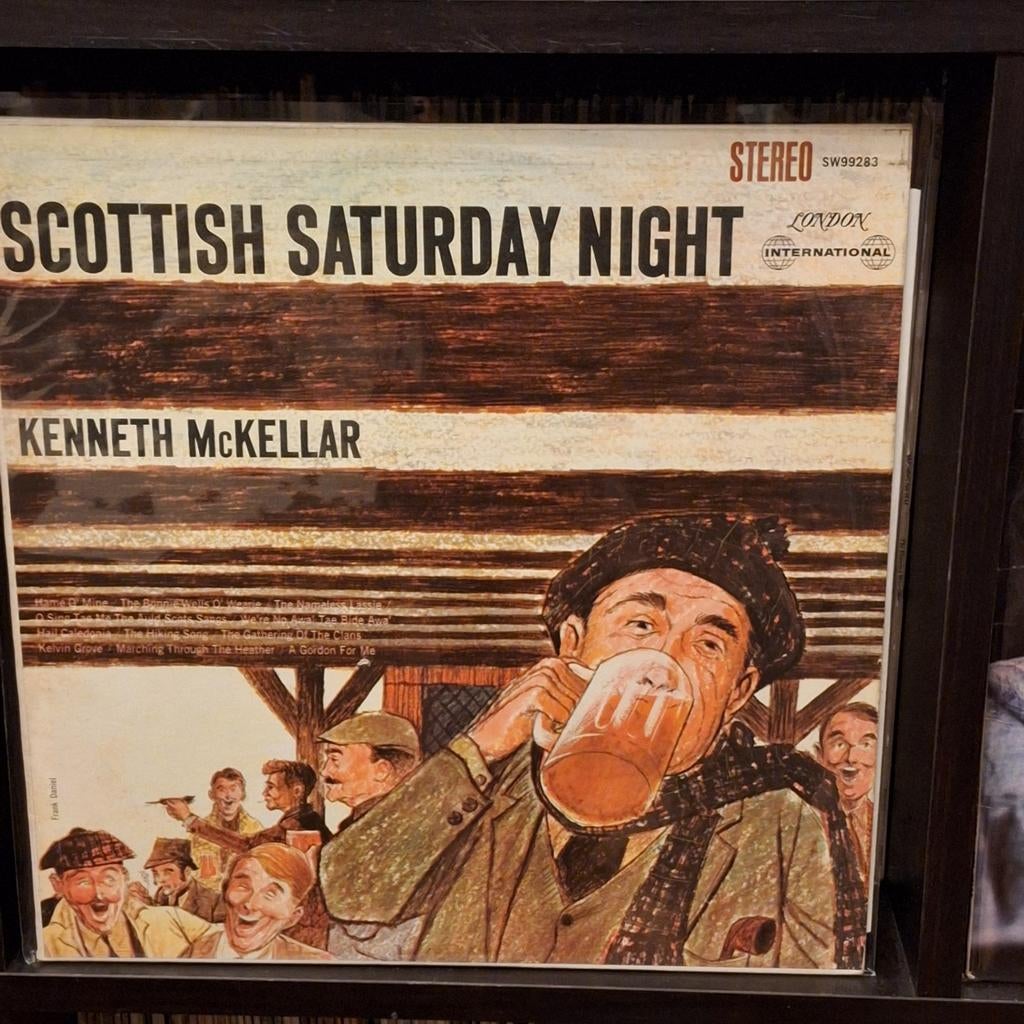 STEREO SW99283
SCOTTISH SATURDAY NIGHT
LONDON
INTERNATIONAL
KENNETH McKELLAR
Hame O' Mine / The Bonnie Wells O' Wearie / The Nameless Lassie /
O Sing Tae Me The Auld Scots Sangs / We're No Awa' Tae Bide Awa'
Hail Caledonia / The Hiking Song / The Gathering Of The Clans
Kelvin Grove / Marching Through The Heather / A Gordon For Me
Frank Daniel